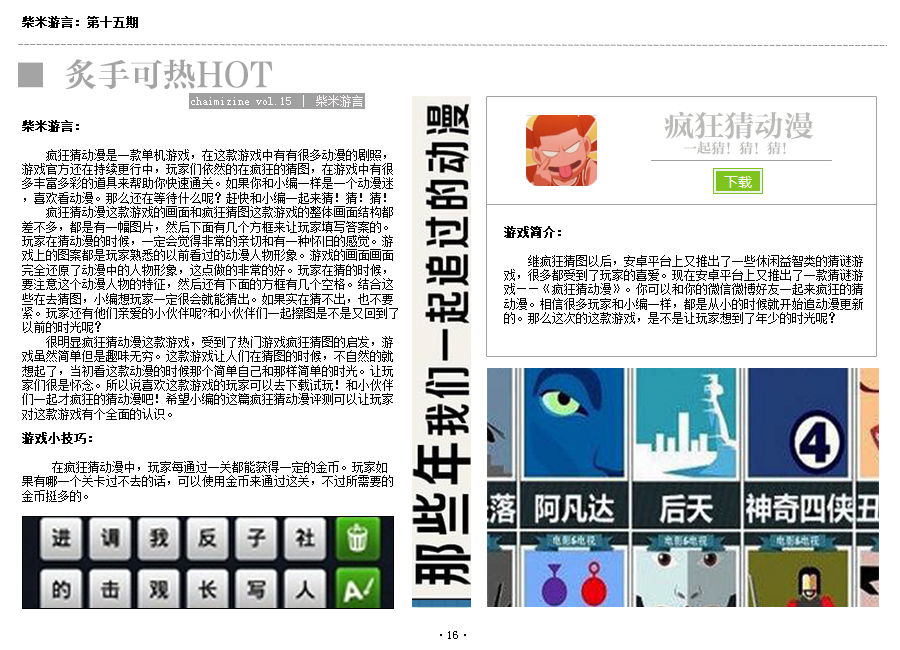 柴米游言：第十五期
炙手可热HOT
chaimizine vol.15 | 柴米游言
柴米游言：
疯狂猜动漫是一款单机游戏，在这款游戏中有有很多动漫的剧照，
游戏官方还在持续更行中，玩家们依然的在疯狂的猜图，在游戏中有很
多丰富多彩的道具来帮助你快速通关。如果你和小编一样是一个动漫迷
，喜欢看动漫。那么还在等待什么呢？赶快和小编一起来猜！猜！猜！
疯狂猜动漫这款游戏的画面和疯狂猜图这款游戏的整体画面结构都
差不多，都是有一幅图片，然后下面有几个方框来让玩家填写答案的。
玩家在猜动漫的时候，一定会觉得非常的亲切和有一种怀旧的感觉。游
戏上的图案都是玩家熟悉的以前看过的动漫人物形象。游戏的画面画面
完全还原了动漫中的人物形象，这点做的非常的好。玩家在猜的时候，
要注意这个动漫人物的特征，然后还有下面的方框有几个空格。结合这
些在去猜图，小编想玩家一定很会就能猜出。如果实在猜不出，也不要
紧。玩家还有他们亲爱的小伙伴呢?和小伙伴们一起擦图是不是又回到了
以前的时光呢？
很明显疯狂猜动漫这款游戏，受到了热门游戏疯狂猜图的启发，游
戏虽然简单但是趣味无穷。这款游戏让人们在猜图的时候，不自然的就
想起了，当初看这款动漫的时候那个简单自己和那样简单的时光。让玩
家们很是怀念。所以说喜欢这款游戏的玩家可以去下载试玩！和小伙伴
们一起才疯狂的猜动漫吧！希望小编的这篇疯狂猜动漫评测可以让玩家
对这款游戏有个全面的认识。
游戏小技巧：
在疯狂猜动漫中，玩家每通过一关都能获得一定的金币。玩家如
果有哪一个关卡过不去的话，可以使用金币来通过这关，不过所需要的
金币挺多的。
进 调 我 反 子 社
的 击 观 长 写 人 A
那些年我们一起追过的动漫
疯狂猜动漫
一起猜！猜！猜！
下载
游戏简介：
继疯狂猜图以后，安卓平台上又推出了一些休闲益智类的猜谜游
戏，很多都受到了玩家的喜爱。现在安卓平台上又推出了一款猜谜游
戏——《疯狂猜动漫》。你可以和你的微信微博好友一起来疯狂的猜
动漫。相信很多玩家和小编一样，都是从小的时候就开始追动漫更新
的。那么这次的这款游戏，是不是让玩家想到了年少的时光呢？
4
落 阿凡达 后天 神奇四侠 丑
电影&电视 电影&电视 电影&电视
·16·